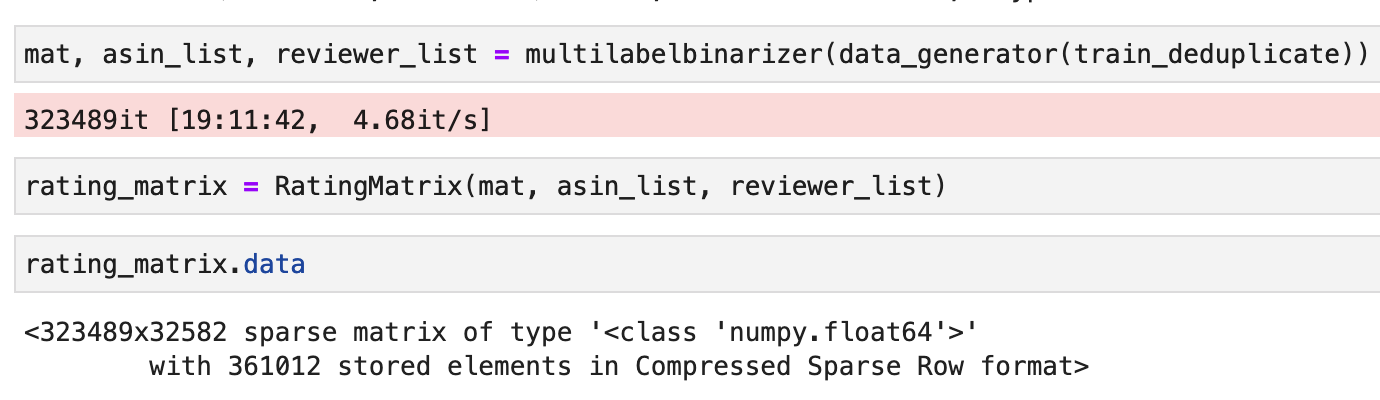 mat, asin_list, reviewer_list = multilabelbinarizer(data_generator(train_deduplicate))
323489it [19:11:42,  4.68it/s]
rating_matrix = RatingMatrix(mat, asin_list, reviewer_list)
rating_matrix.data
<323489x32582 sparse matrix of type '<class 'numpy.float64'>'
        with 361012 stored elements in Compressed Sparse Row format>